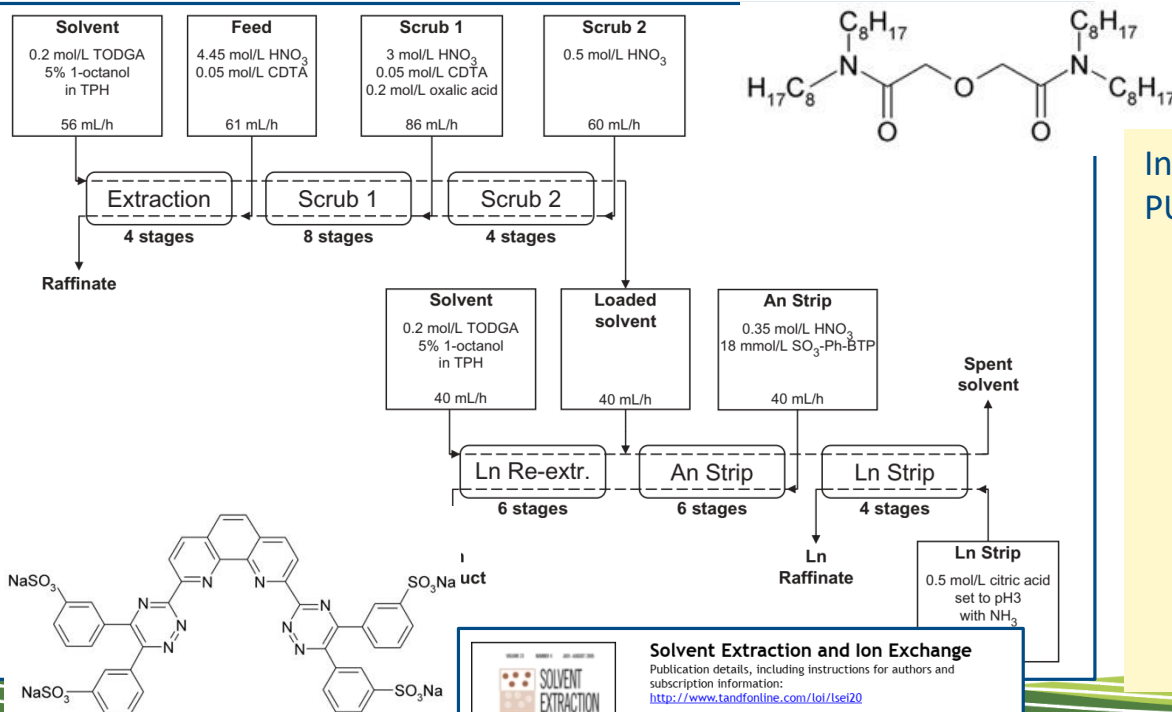 Solvent
0.2 mol/L TODGA
5% 1-octanol
in TPH
56 mL/h
Feed
4.45 mol/L HNO3
0.05 mol/L CDTA
61 mL/h
Scrub 1
3 mol/L HNO3
0.05 mol/L CDTA
0.2 mol/L oxalic acid
86 mL/h
Scrub 2
0.5 mol/L HNO3
60 mL/h
C8H17
C8H17
H17C8
N
O
N
C8H17
O
O
In
PU
Extraction
Scrub 1
Scrub 2
4 stages
8 stages
4 stages
Raffinate
Solvent
0.2 mol/L TODGA
5% 1-octanol
in TPH
40 mL/h
Loaded
solvent
40 mL/h
An Strip
0.35 mol/L HNO3
18 mmol/L SO3-Ph-BTP
40 mL/h
Spent
solvent
Ln Re-extr.
An Strip
Ln Strip
6 stages
6 stages
4 stages
uct
Ln
Raffinate
Ln Strip
0.5 mol/L citric acid
set to pH3
with NH3
NaSO3
N
N
N
N
SO3Na
N
N
N
N
NaSO3
SO3Na
SOLVENT
EXTRACTION
Solvent Extraction and Ion Exchange
Publication details, including instructions for authors and
subscription information:
http://www.tandfonline.com/loi/lsei20